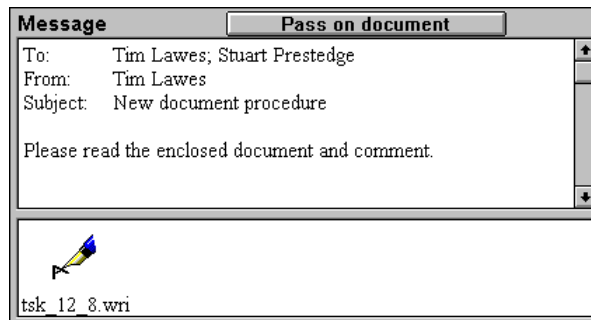 Message Pass on document
To: Tim Lawes; Stuart Prestedge
From: Tim Lawes
Subject: New document procedure
Please read the enclosed document and comment.
tsk_12_8.wri